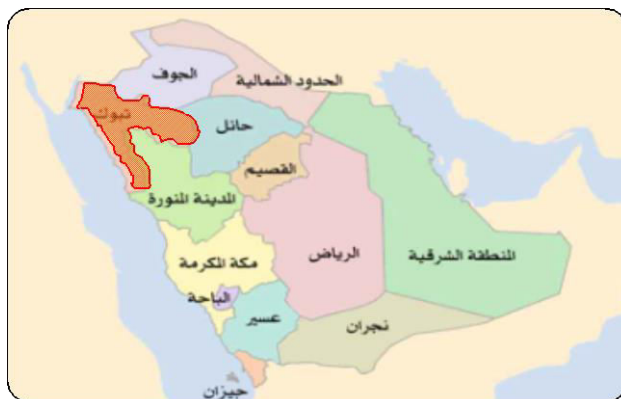 الجوف
الحدود الشمالية
تبوك
حائل
القصيم
المدينة المنورة
مكة المكرمة
الرياض
المنطقة الشرقية
الباحة
عسير
نجران
جيزان